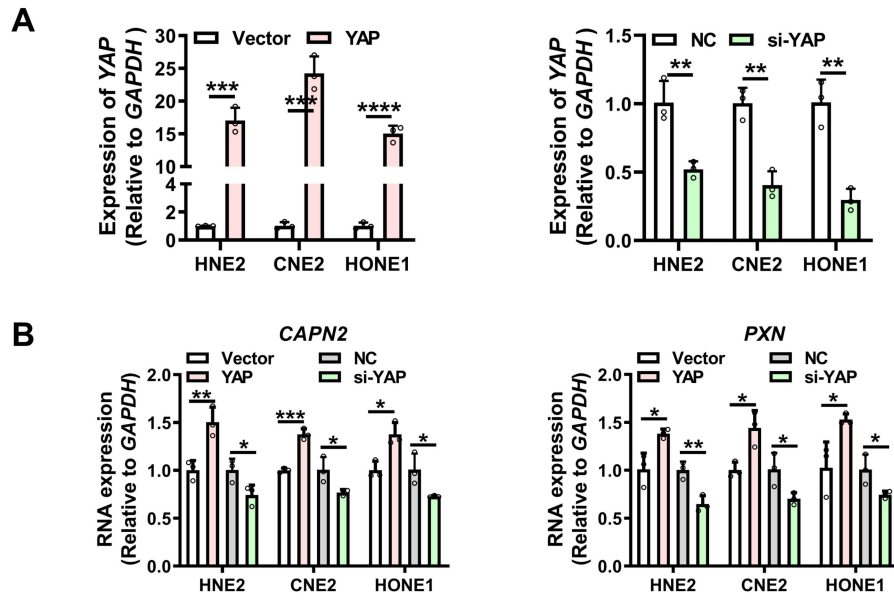 A
Expression of YAP
(Relative to GAPDH )
30
25
20
15
10
4
2
0
Vector YAP
***
***
****
HNE2 CNE2 HONE1
Expression of YAP
(Relative to GAPDH )
1.5
1.0
0.5
0.0
NC si-YAP
**
**
**
HNE2 CNE2 HONE1
B
CAPN2
Vector NC
YAP si-YAP
RNA expression
(Relative to GAPDH)
2.0
1.5
1.0
0.5
0.0
**
*
***
*
*
*
HNE2 CNE2 HONE1
PXN
Vector NC
YAP si-YAP
RNA expression
(Relative to GAPDH)
2.0
1.5
1.0
0.5
0.0
*
**
*
*
*
*
HNE2 CNE2 HONE1